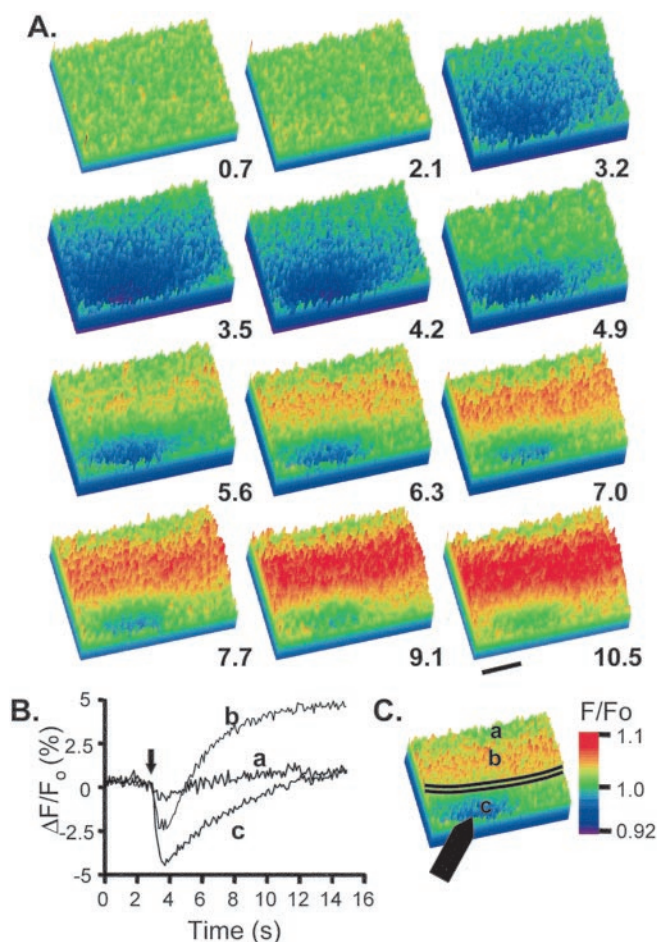 A.
0.7 2.1 3.2
3.5 4.2 4.9
5.6 6.3 7.0
7.7 9.1 10.5
B.
ΔF/Fo (%)
5
2.5
0
-2.5
-5
b
a
c
0 2 4 6 8 10 12 14 16
Time (s)
C.
a
b
c
F/Fo
1.1
1.0
0.92